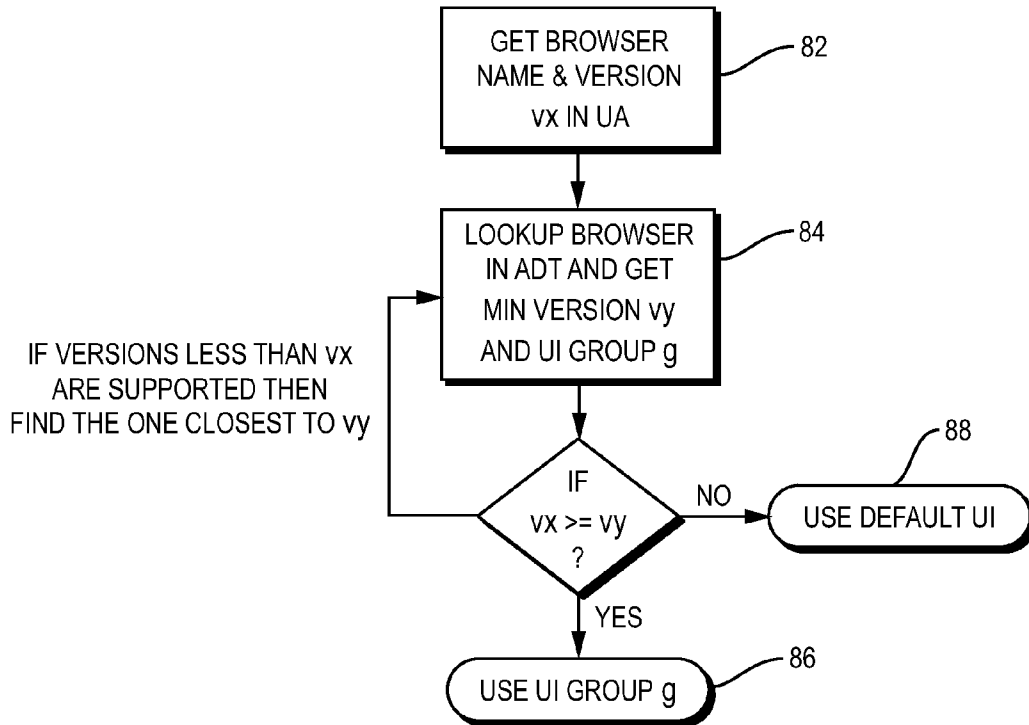 GET BROWSER
NAME & VERSION
vx IN UA
82
LOOKUP BROWSER
IN ADT AND GET
MIN VERSION vy
AND UI GROUP g
84
IF VERSIONS LESS THAN vx
ARE SUPPORTED THEN
FIND THE ONE CLOSEST TO vy
IF
vx >= vy
?
NO
USE DEFAULT UI
88
YES
USE UI GROUP g
86